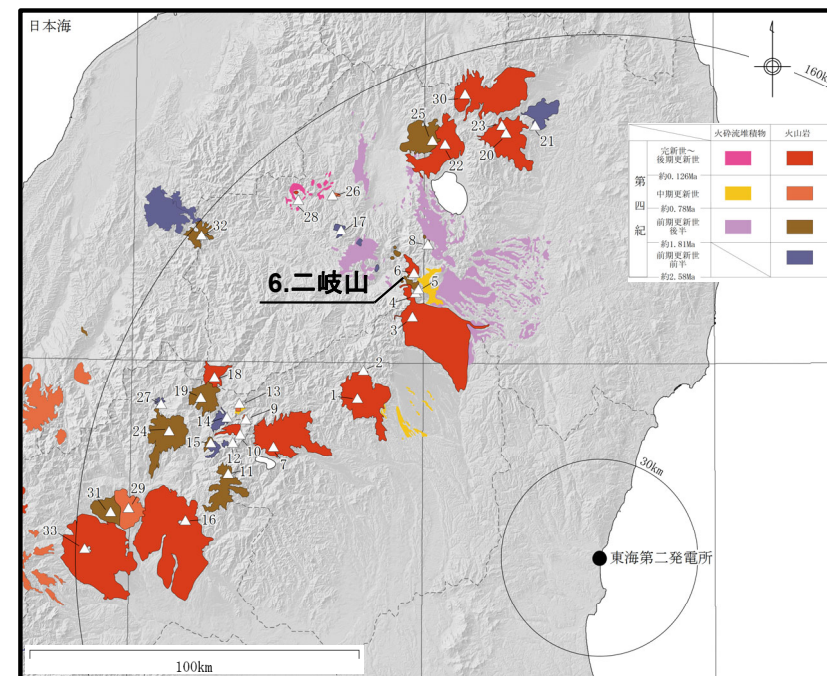 日本海
160km
30
23
25
20
21
22
火砕流堆積物
火山岩
第四紀
完新世~
後期更新世
約0.126Ma
中期更新世
約0.78Ma
前期更新世
後半
約1.81Ma
前期更新世
前半
約2.58Ma
26
28
17
32
8
6
5
6.二岐山
4
3
2
18
1
19
13
27
14
9
24
15
12
10
7
11
30km
31
29
16
33
東海第二発電所
100km